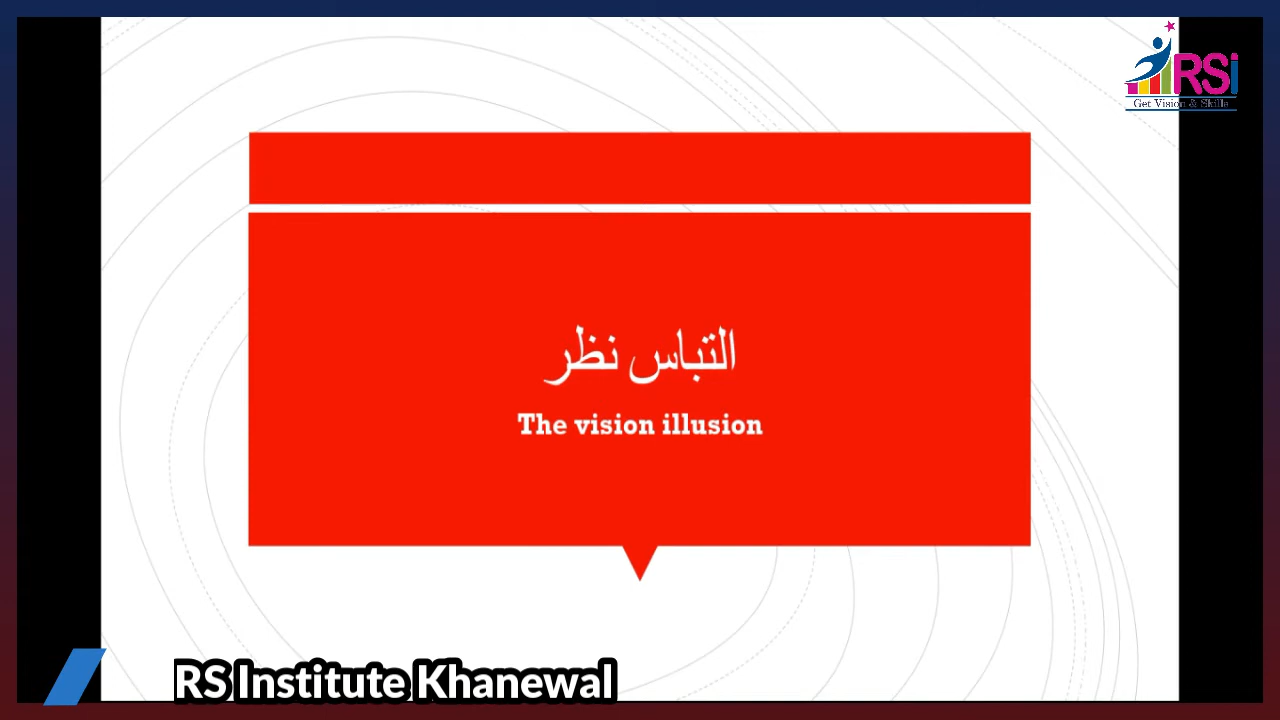 RSi
Get Vision & Skills
التباس نظر
The vision illusion
RS Institute Khanewal